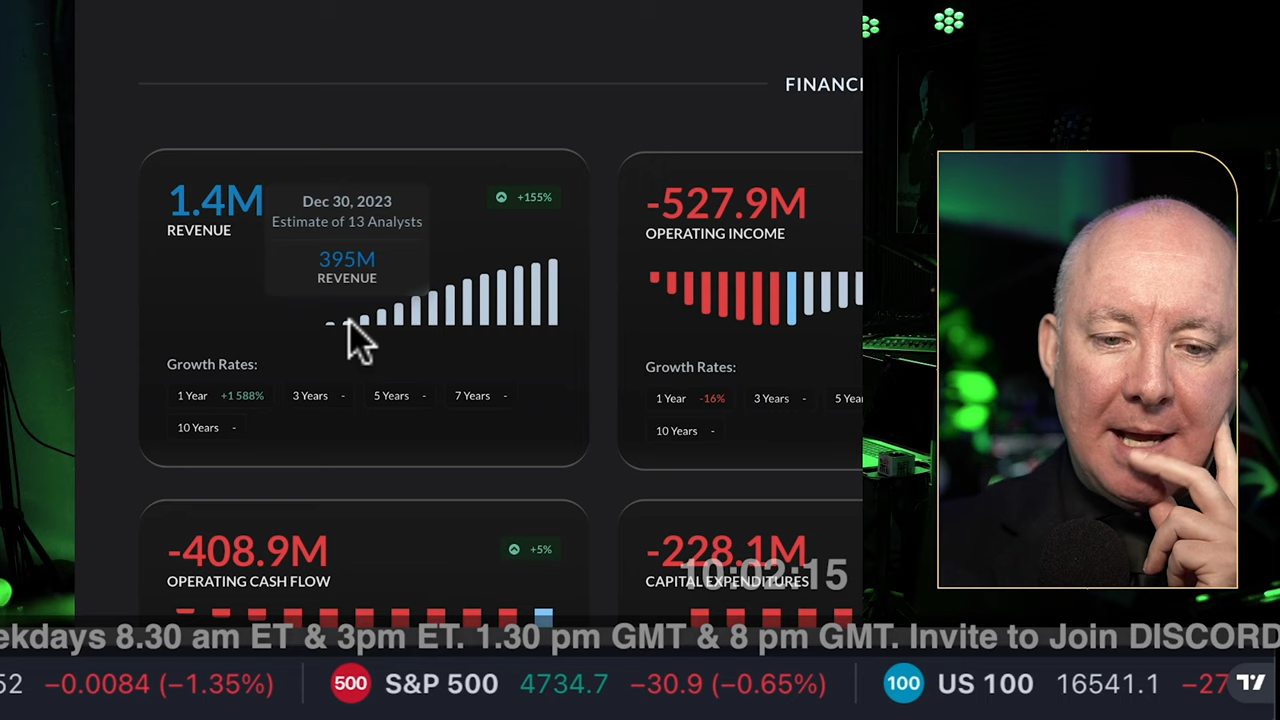 FINANC
1.4M
REVENUE
Dec 30, 2023
Estimate of 13 Analysts
395M
REVENUE
+155%
Growth Rates:
1 Year +1 588% 3 Years - 5 Years - 7 Years -
10 Years -
-527.9M
OPERATING INCOME
Growth Rates:
1 Year -16% 3 Years - 5 Yea
10 Years -
-408.9M
OPERATING CASH FLOW
+5%
-228.1M
CAPITAL EXPENDITURES
10:02:15
ekdays 8.30 am ET & 3pm ET. 1.30 pm GMT & 8 pm GMT. Invite to Join DISCORD
52 −0.0084 (−1.35%) 500 S&P 500 4734.7 −30.9 (−0.65%) 100 US 100 16541.1 −27